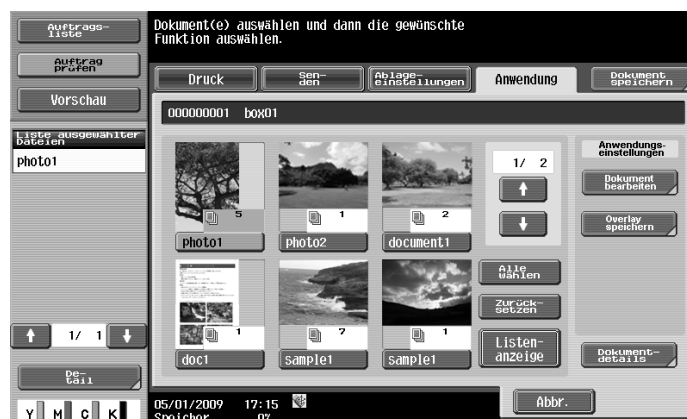 Auftrags-
liste
Auftrag
prüfen
Vorschau
Liste ausgewählter
Dateien
photo1
1/ 1
De-
tail
Y M C K
Dokument(e) auswählen und dann die gewünschte
Funktion auswählen.
Druck
Sen-
den
Ablage-
einstellungen
Anwendung
Dokument
speichern
000000001 box01
5
photo1
1
photo2
2
document1
1
doc1
7
sample1
1
sample1
1/ 2
Alle
wählen
Zurück-
setzen
Listen-
anzeige
Anwendungs-
einstellungen
Dokument
bearbeiten
Overlay
speichern
Dokument-
details
05/01/2009 17:15
Speicher 0%
Abbr.